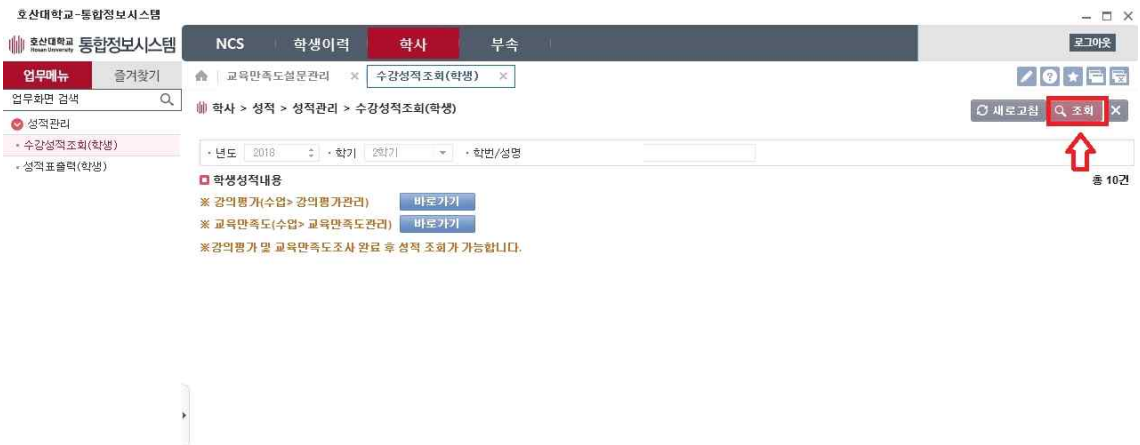 호산대학교-통합정보시스템
호산대학교 통합정보시스템 NCS 학생이력 학사 부속 로그아웃
Hosan University
업무메뉴 즐겨찾기 교육만족도설문관리 × 수강성적조회(학생) ×
업무화면 검색
학사 > 성적 > 성적관리 > 수강성적조회(학생) 새로고침 조회 X
성적관리
· 수강성적조회(학생)
· 성적표출력(학생)
· 년도 2018 · 학기 2학기 · 학번/성명
학생성적내용 총 10건
※ 강의평가(수업> 강의평가관리) 바로가기
※ 교육만족도(수업> 교육만족도관리) 바로가기
※강의평가 및 교육만족도조사 완료 후 성적 조회가 가능합니다.